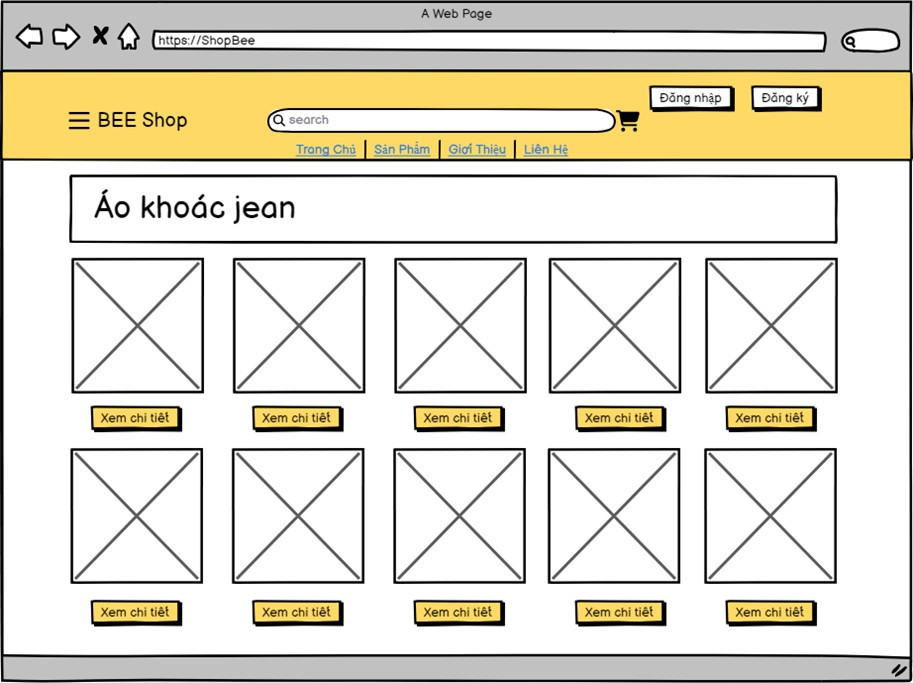 A Web Page
https://ShopBee
Đăng nhập Đăng ký
BEE Shop search
Trang Chủ Sản Phẩm Giơí Thiệu Liên Hệ
Áo khoác jean
Xem chi tiết Xem chi tiết Xem chi tiết Xem chi tiết Xem chi tiết
Xem chi tiết Xem chi tiết Xem chi tiết Xem chi tiết Xem chi tiết